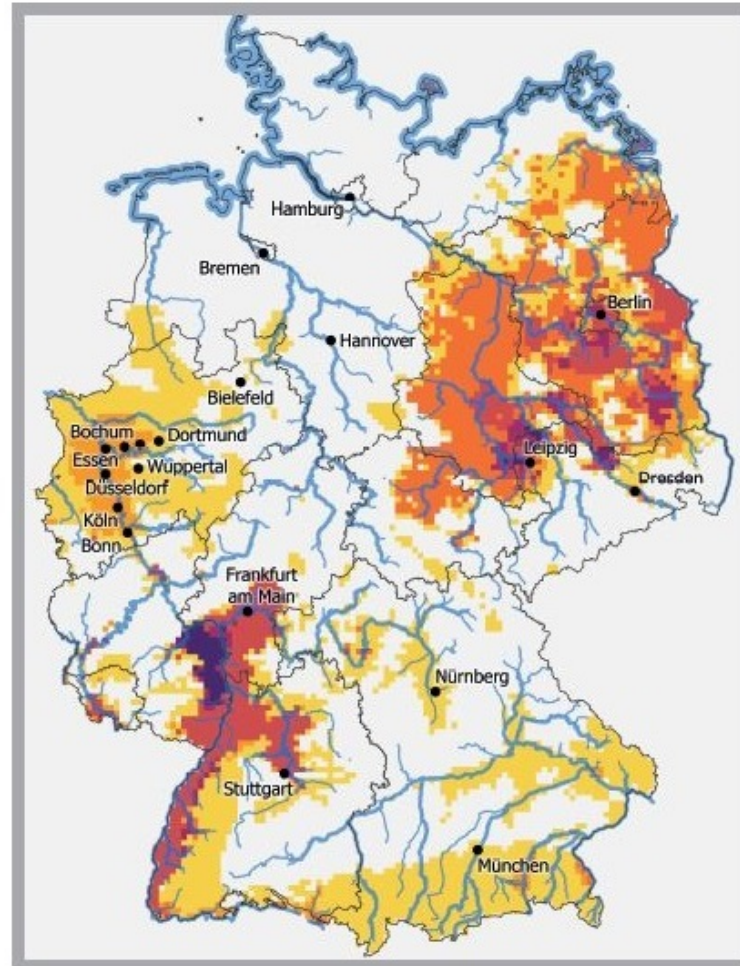 Hamburg
Bremen
Berlin
Hannover
Bielefeld
Bochum
Dortmund
Essen
Wuppertal
Leipzig
Düsseldorf
Dresden
Köln
Bonn
Frankfurt
am Main
Nürnberg
Stuttgart
München